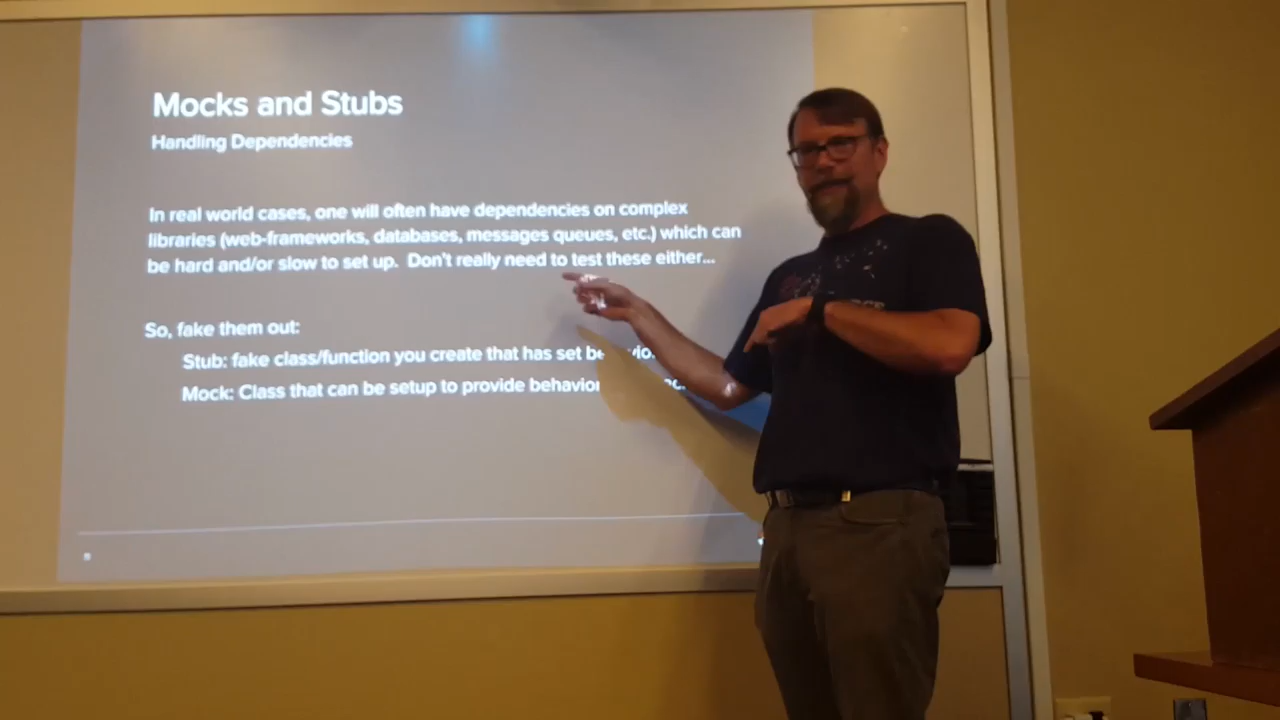 Mocks and Stubs
Handling Dependencies
In real world cases, one will often have dependencies on complex
libraries (web-frameworks, databases, messages queues, etc.) which can
be hard and/or slow to set up. Don't really need to test these either...
So, fake them out:
Stub: fake class/function you create that has set
Mock: Class that can be setup to provide